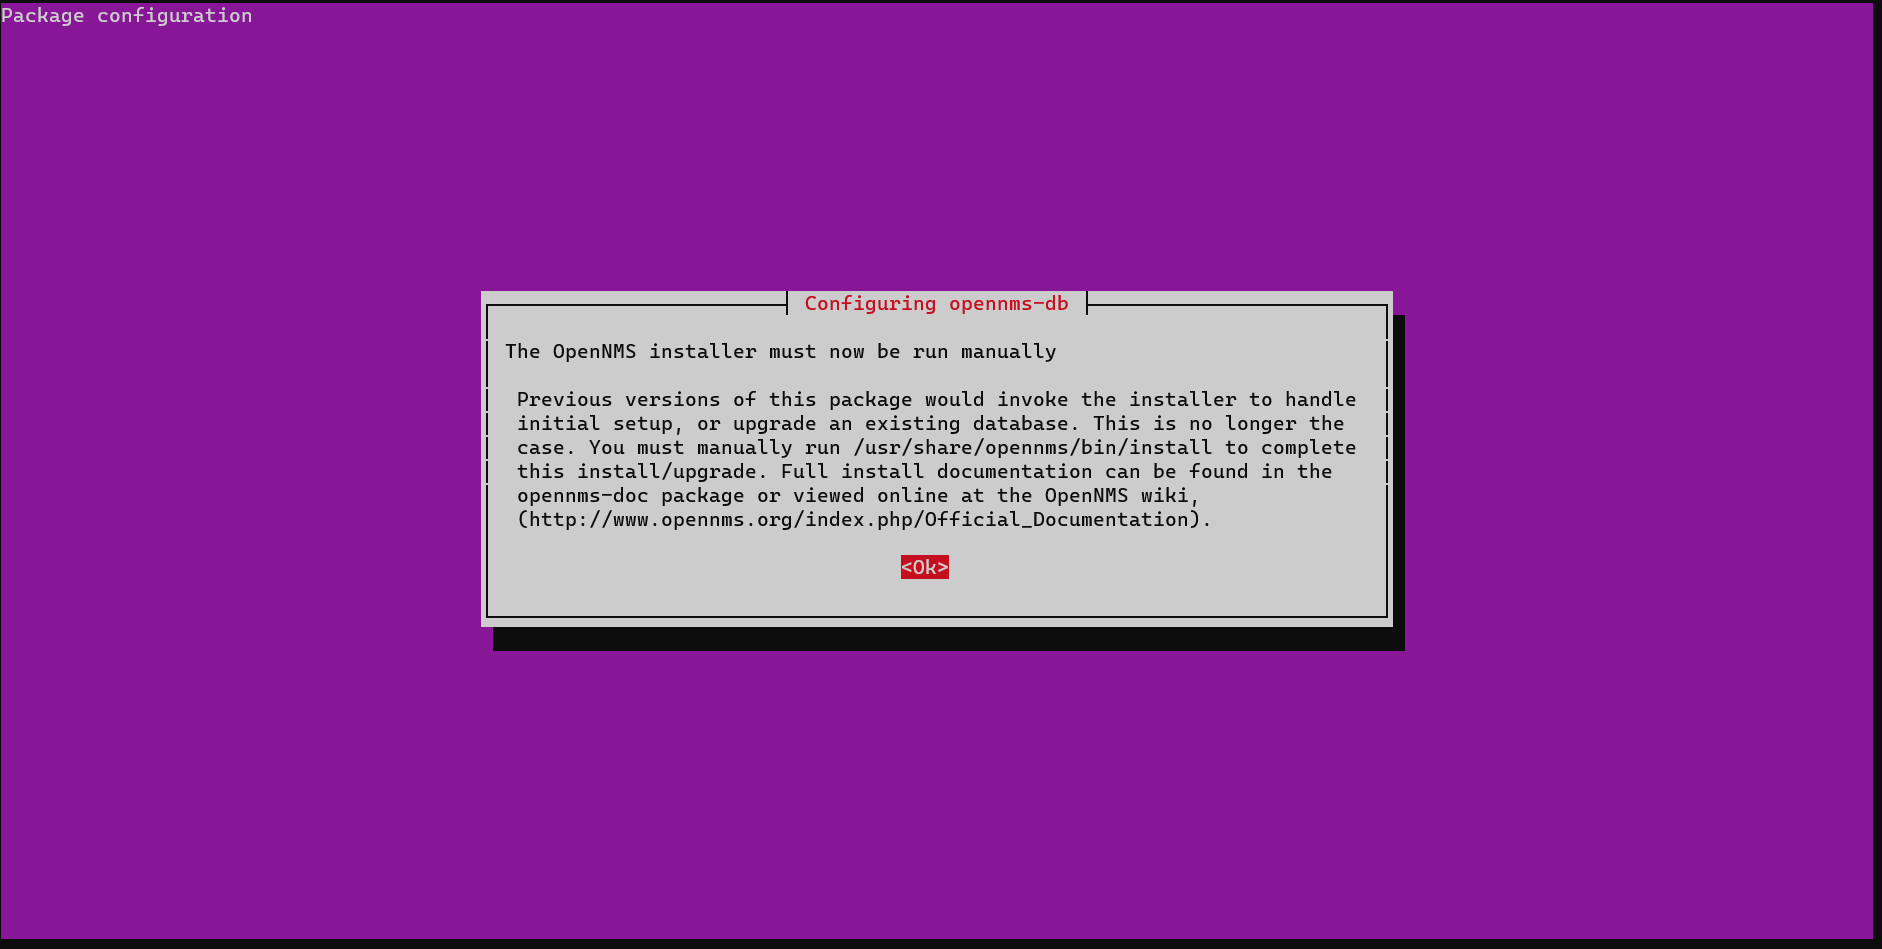 Package configuration
Configuring opennms-db
The OpenNMS installer must now be run manually
Previous versions of this package would invoke the installer to handle
initial setup, or upgrade an existing database. This is no longer the
case. You must manually run /usr/share/opennms/bin/install to complete
this install/upgrade. Full install documentation can be found in the
opennms-doc package or viewed online at the OpenNMS wiki,
(http://www.opennms.org/index.php/Official_Documentation).
<Ok>